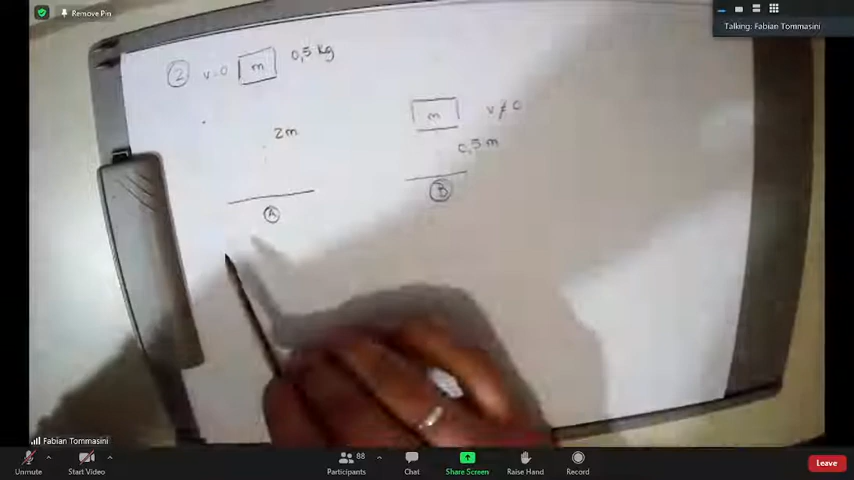 Remove Pin
Talking: Fabian Tommasini
2 v=0 m 0,5 kg
2m
m v≠0
0,5 m
A
B
Fabian Tommasini
Unmute
Start Video
88
Participants
Chat
Share Screen
Raise Hand
Record
Leave